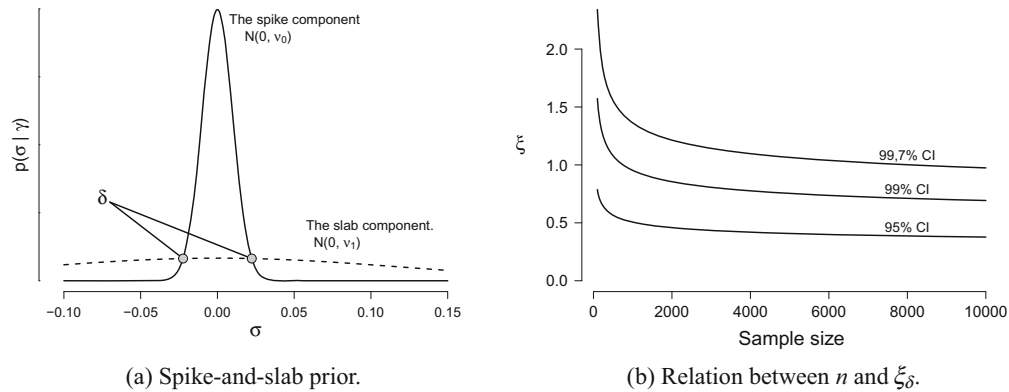 The spike component
N(0, ν₀)
p(σ | γ)
δ
The slab component.
N(0, ν₁)
−0.10 −0.05 0.00 0.05 0.10 0.15
σ
(a) Spike-and-slab prior.
2.0
1.5
1.0
0.5
0.0
ξ
99,7% CI
99% CI
95% CI
0 2000 4000 6000 8000 10000
Sample size
(b) Relation between n and ξδ.